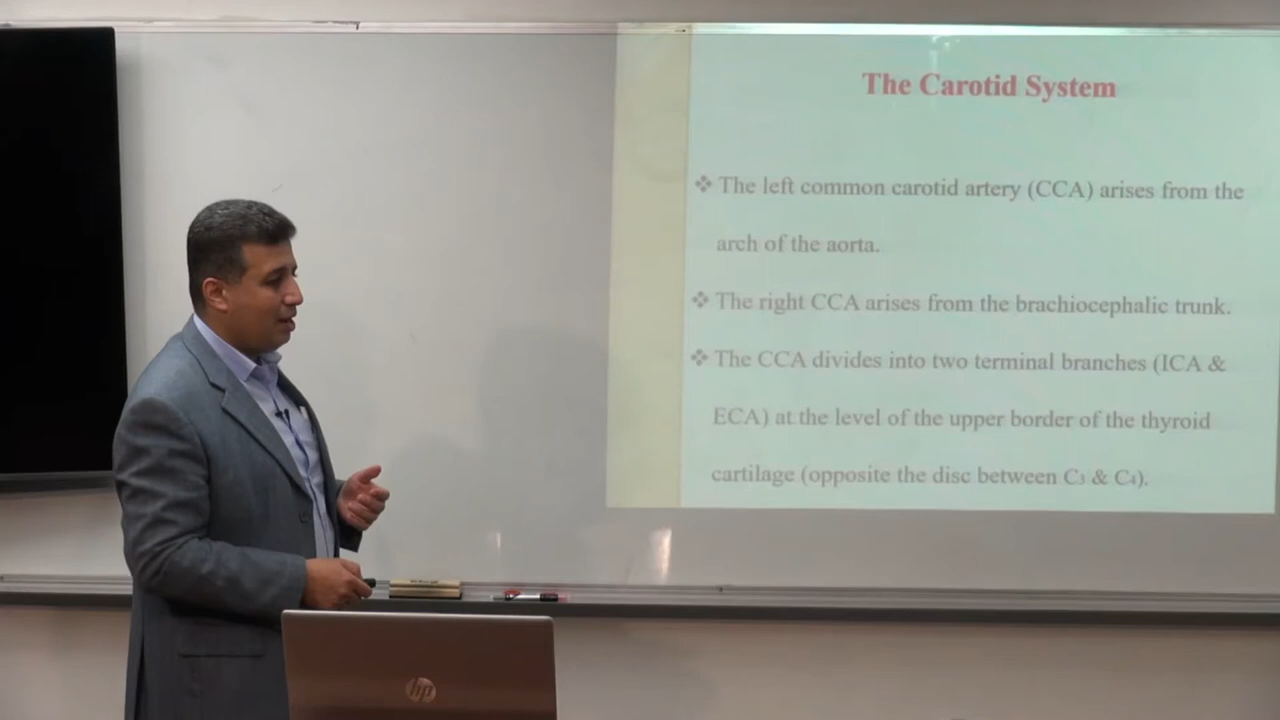 The Carotid System
❖ The left common carotid artery (CCA) arises from the
arch of the aorta.
❖ The right CCA arises from the brachiocephalic trunk.
❖ The CCA divides into two terminal branches (ICA &
ECA) at the level of the upper border of the thyroid
cartilage (opposite the disc between C₃ & C₄).
hp